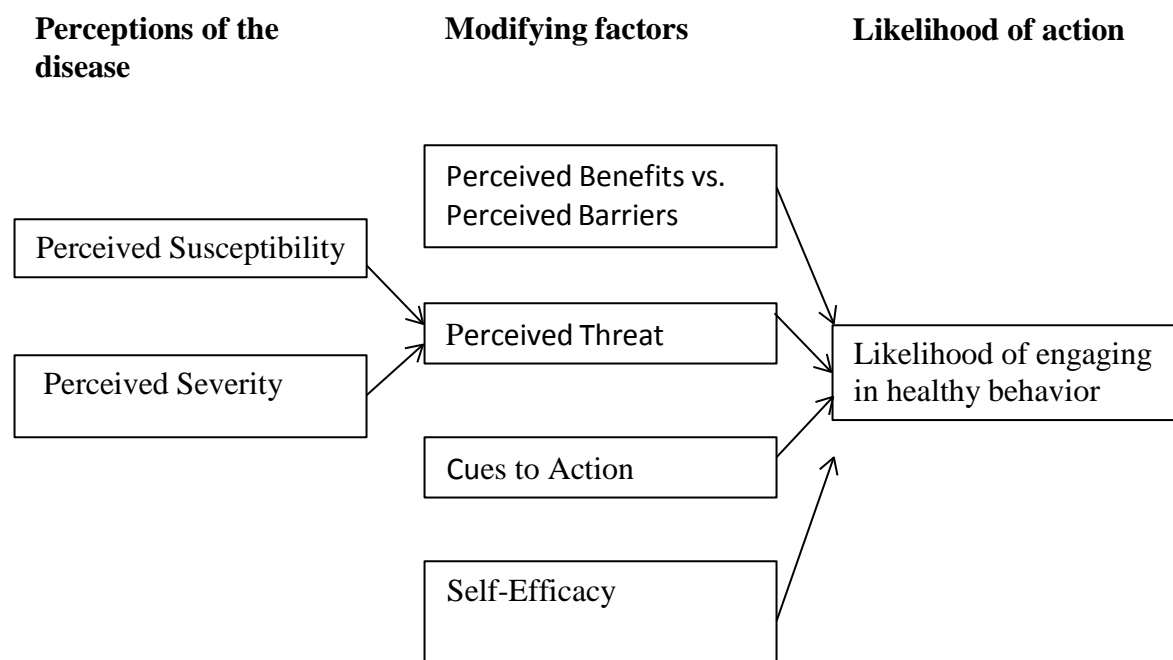 Perceptions of the
disease
Modifying factors
Likelihood of action
Perceived Benefits vs.
Perceived Barriers
Perceived Susceptibility
Perceived Threat
Perceived Severity
Likelihood of engaging
in healthy behavior
Cues to Action
Self-Efficacy